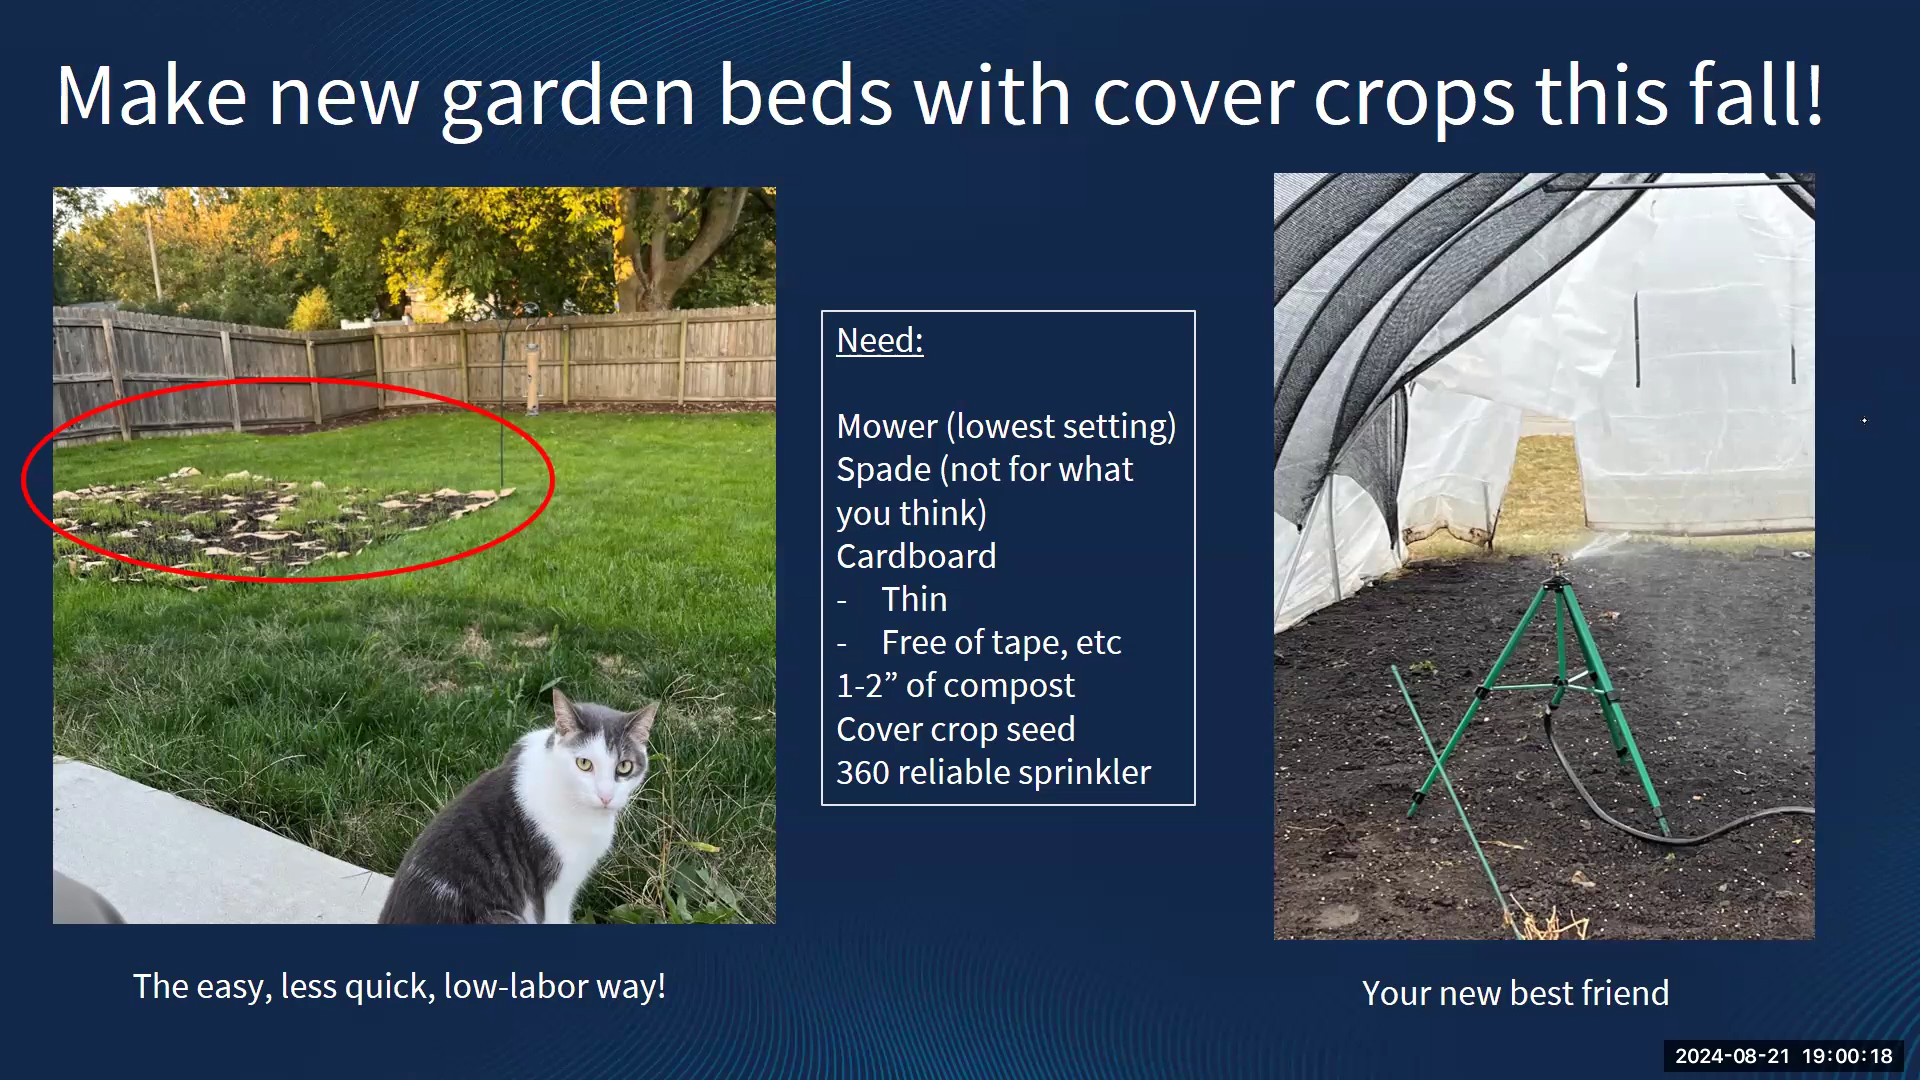 Make new garden beds with cover crops this fall!
Need:
Mower (lowest setting)
Spade (not for what
you think)
Cardboard
- Thin
- Free of tape, etc
1-2” of compost
Cover crop seed
360 reliable sprinkler
The easy, less quick, low-labor way!
Your new best friend
2024-08-21 19:00:18